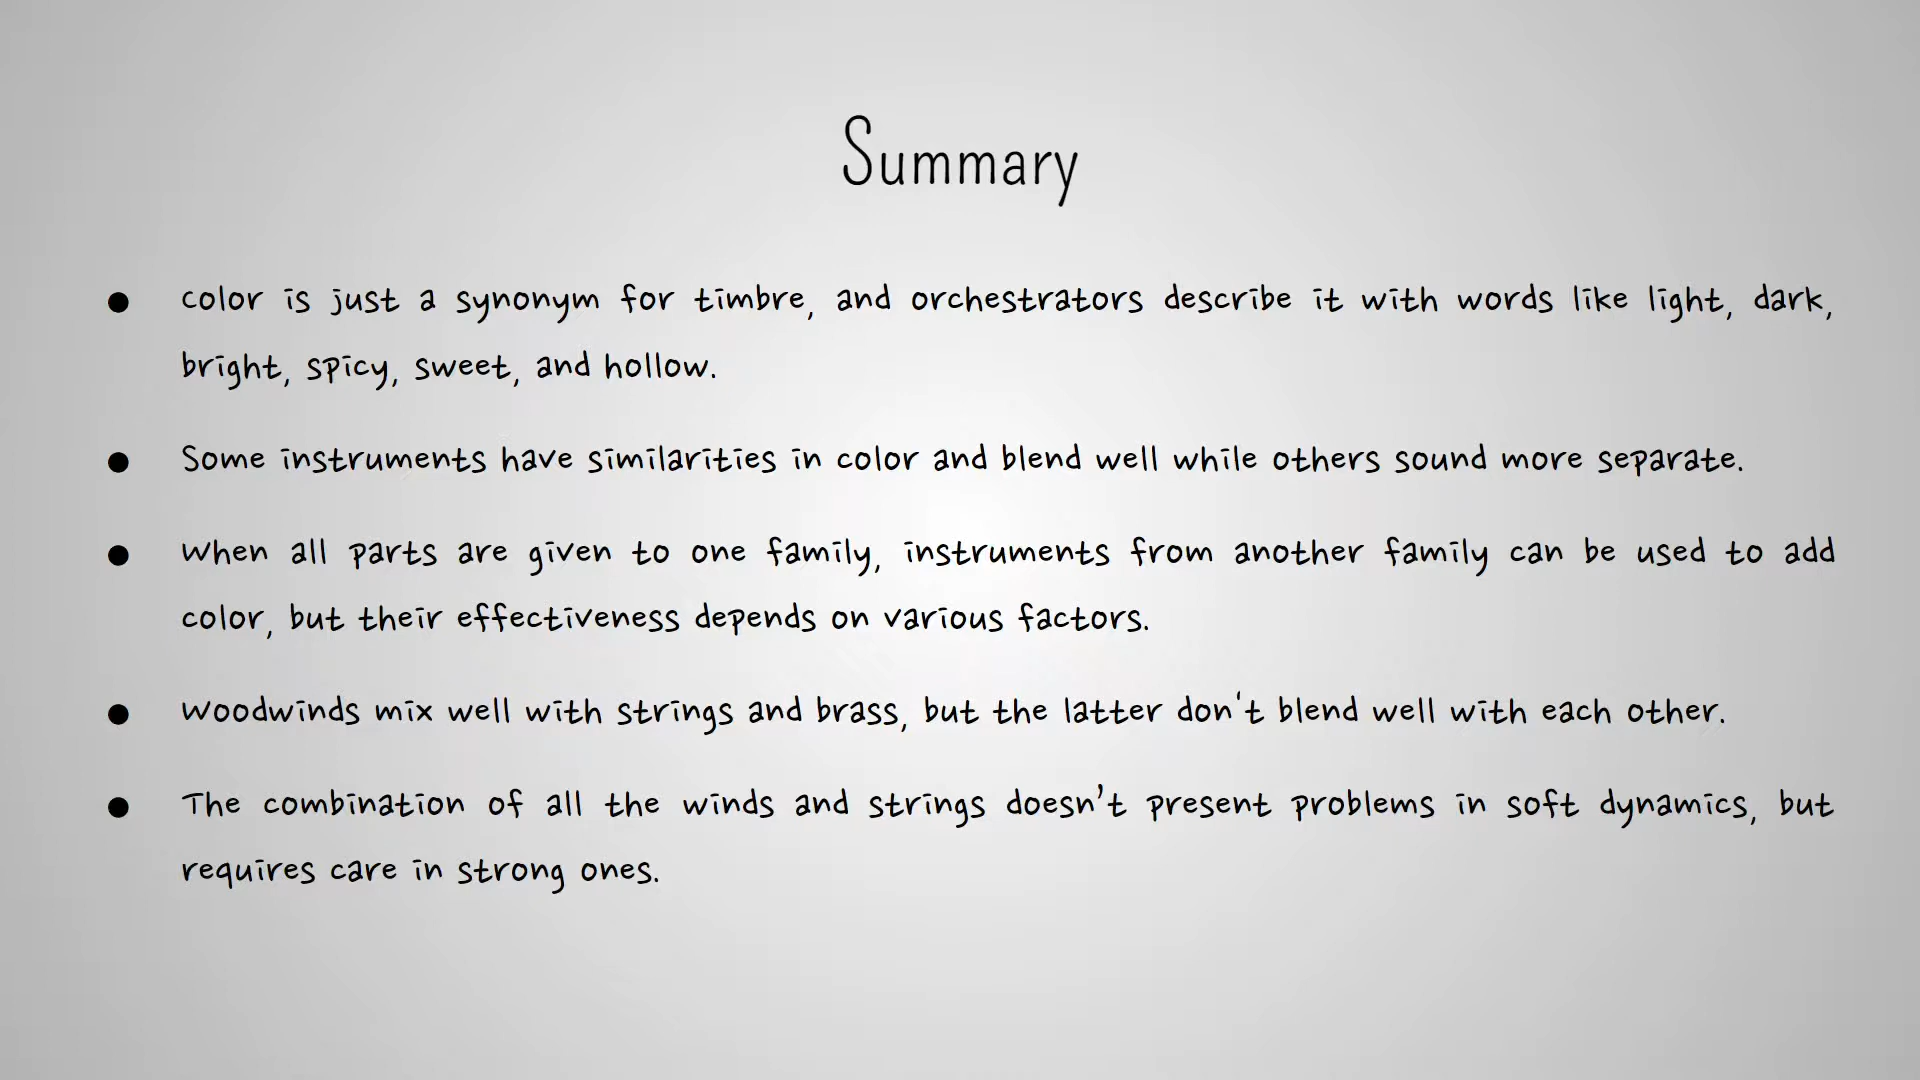 Summary
● color is just a synonym for timbre, and orchestrators describe it with words like light, dark,
bright, spicy, sweet, and hollow.
● Some instruments have similarities in color and blend well while others sound more separate.
● When all parts are given to one family, instruments from another family can be used to add
color, but their effectiveness depends on various factors.
● Woodwinds mix well with strings and brass, but the latter don't blend well with each other.
● The combination of all the winds and strings doesn’t present problems in soft dynamics, but
requires care in strong ones.